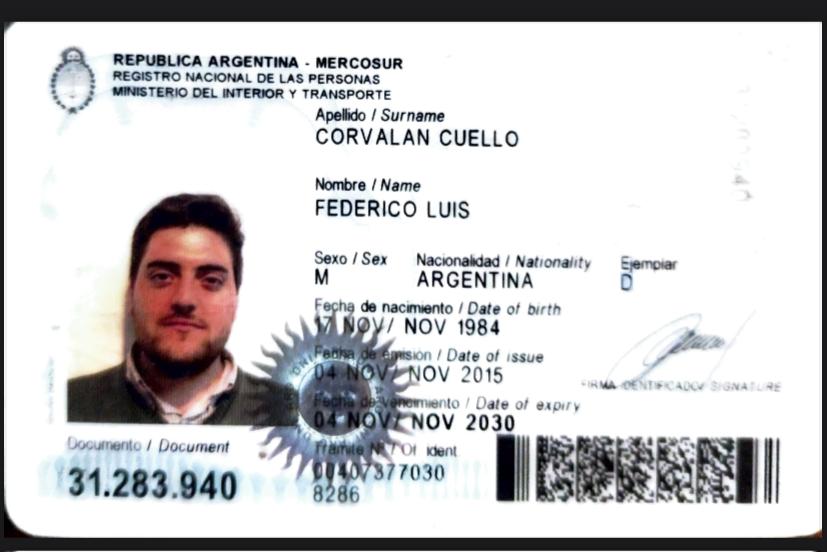 REPUBLICA ARGENTINA - MERCOSUR
REGISTRO NACIONAL DE LAS PERSONAS
MINISTERIO DEL INTERIOR Y TRANSPORTE
Apellido / Surname
CORVALAN CUELLO
Nombre / Name
FEDERICO LUIS
Sexo / Sex Nacionalidad / Nationality Ejemplar
M ARGENTINA D
Fecha de nacimiento / Date of birth
17 NOV/ NOV 1984
Fecha de emisión / Date of issue
04 NOV/ NOV 2015
FIRMA IDENTIFICADO/ SIGNATURE
Fecha de vencimiento / Date of expiry
04 NOV/ NOV 2030
Documento / Document
31.283.940
Trámite Nº / Of. Ident
00407377030
8286